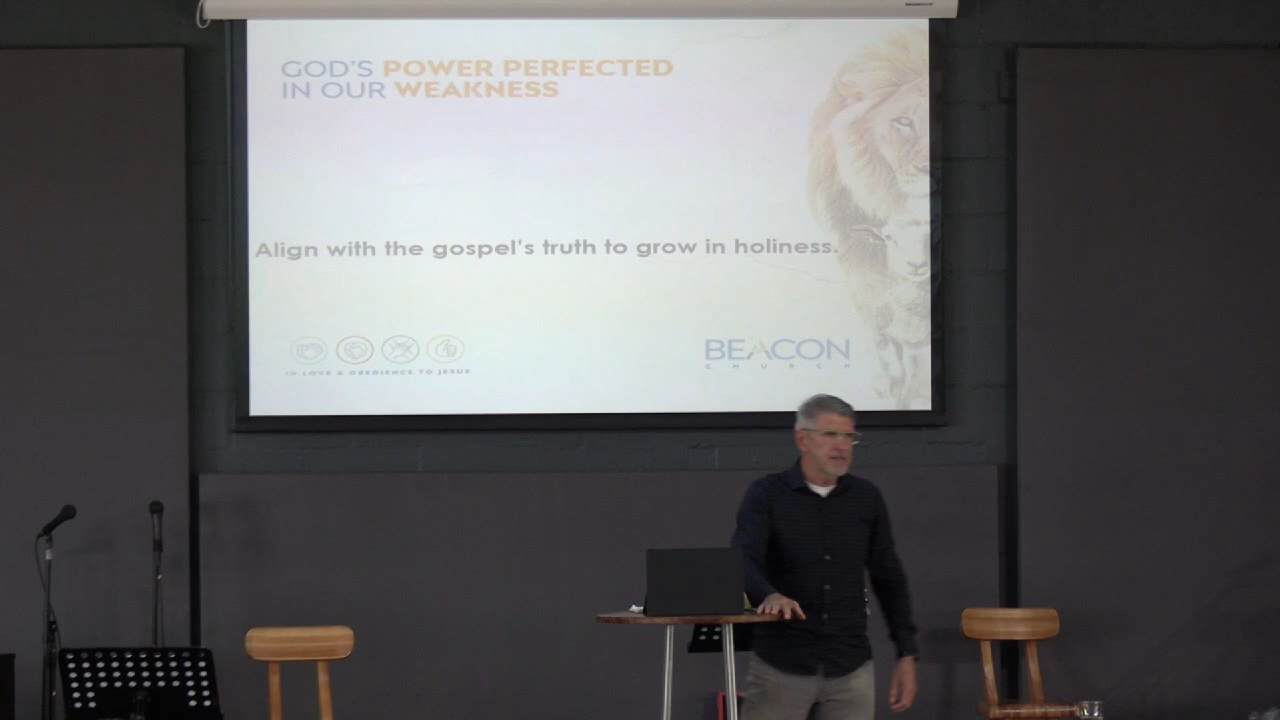 GOD'S POWER PERFECTED
IN OUR WEAKNESS
Align with the gospel's truth to grow in holiness.
IN LOVE & OBEDIENCE TO JESUS
BEACON
CHURCH